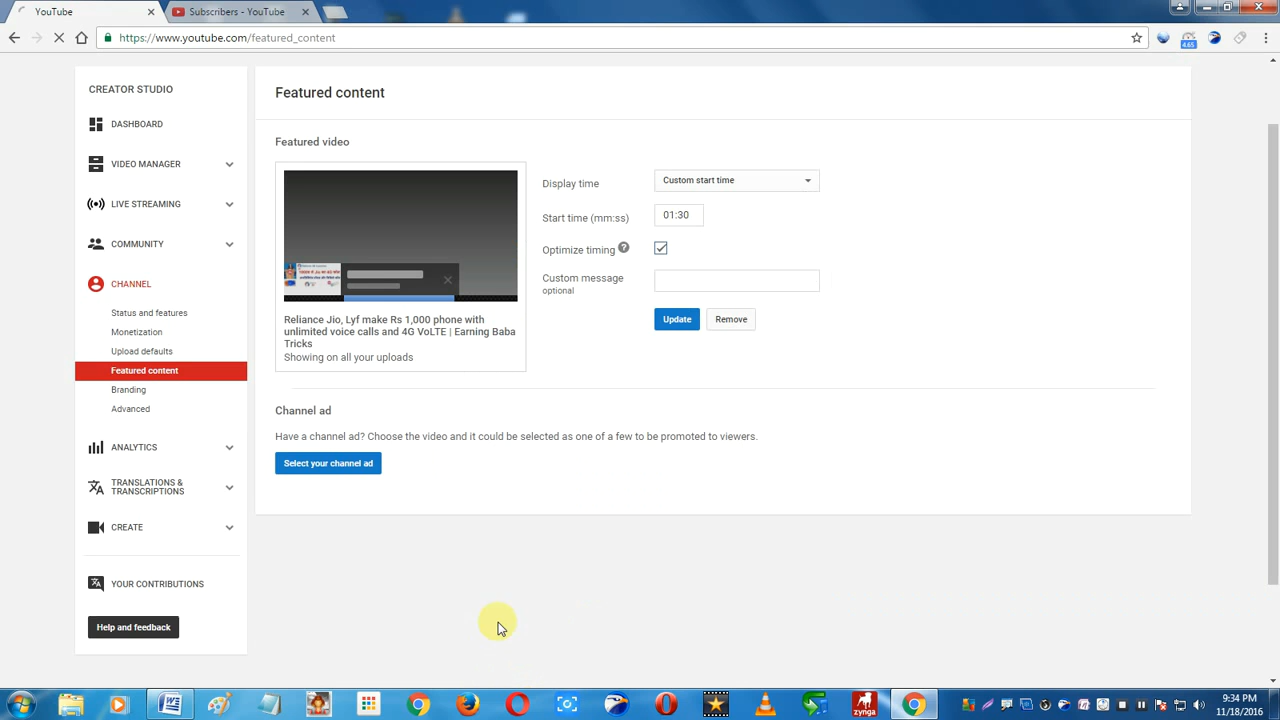 YouTube
Subscribers - YouTube
https://www.youtube.com/featured_content
4.65
CREATOR STUDIO
DASHBOARD
VIDEO MANAGER
LIVE STREAMING
COMMUNITY
CHANNEL
Status and features
Monetization
Upload defaults
Featured content
Branding
Advanced
ANALYTICS
TRANSLATIONS &
TRANSCRIPTIONS
CREATE
YOUR CONTRIBUTIONS
Help and feedback
Featured content
Featured video
Reliance Jio, Lyf make Rs 1,000 phone with
unlimited voice calls and 4G VoLTE | Earning Baba
Tricks
Showing on all your uploads
Display time
Custom start time
Start time (mm:ss)
01:30
Optimize timing ?
Custom message
optional
Update
Remove
Channel ad
Have a channel ad? Choose the video and it could be selected as one of a few to be promoted to viewers.
Select your channel ad
zynga
9:34 PM
11/18/2016